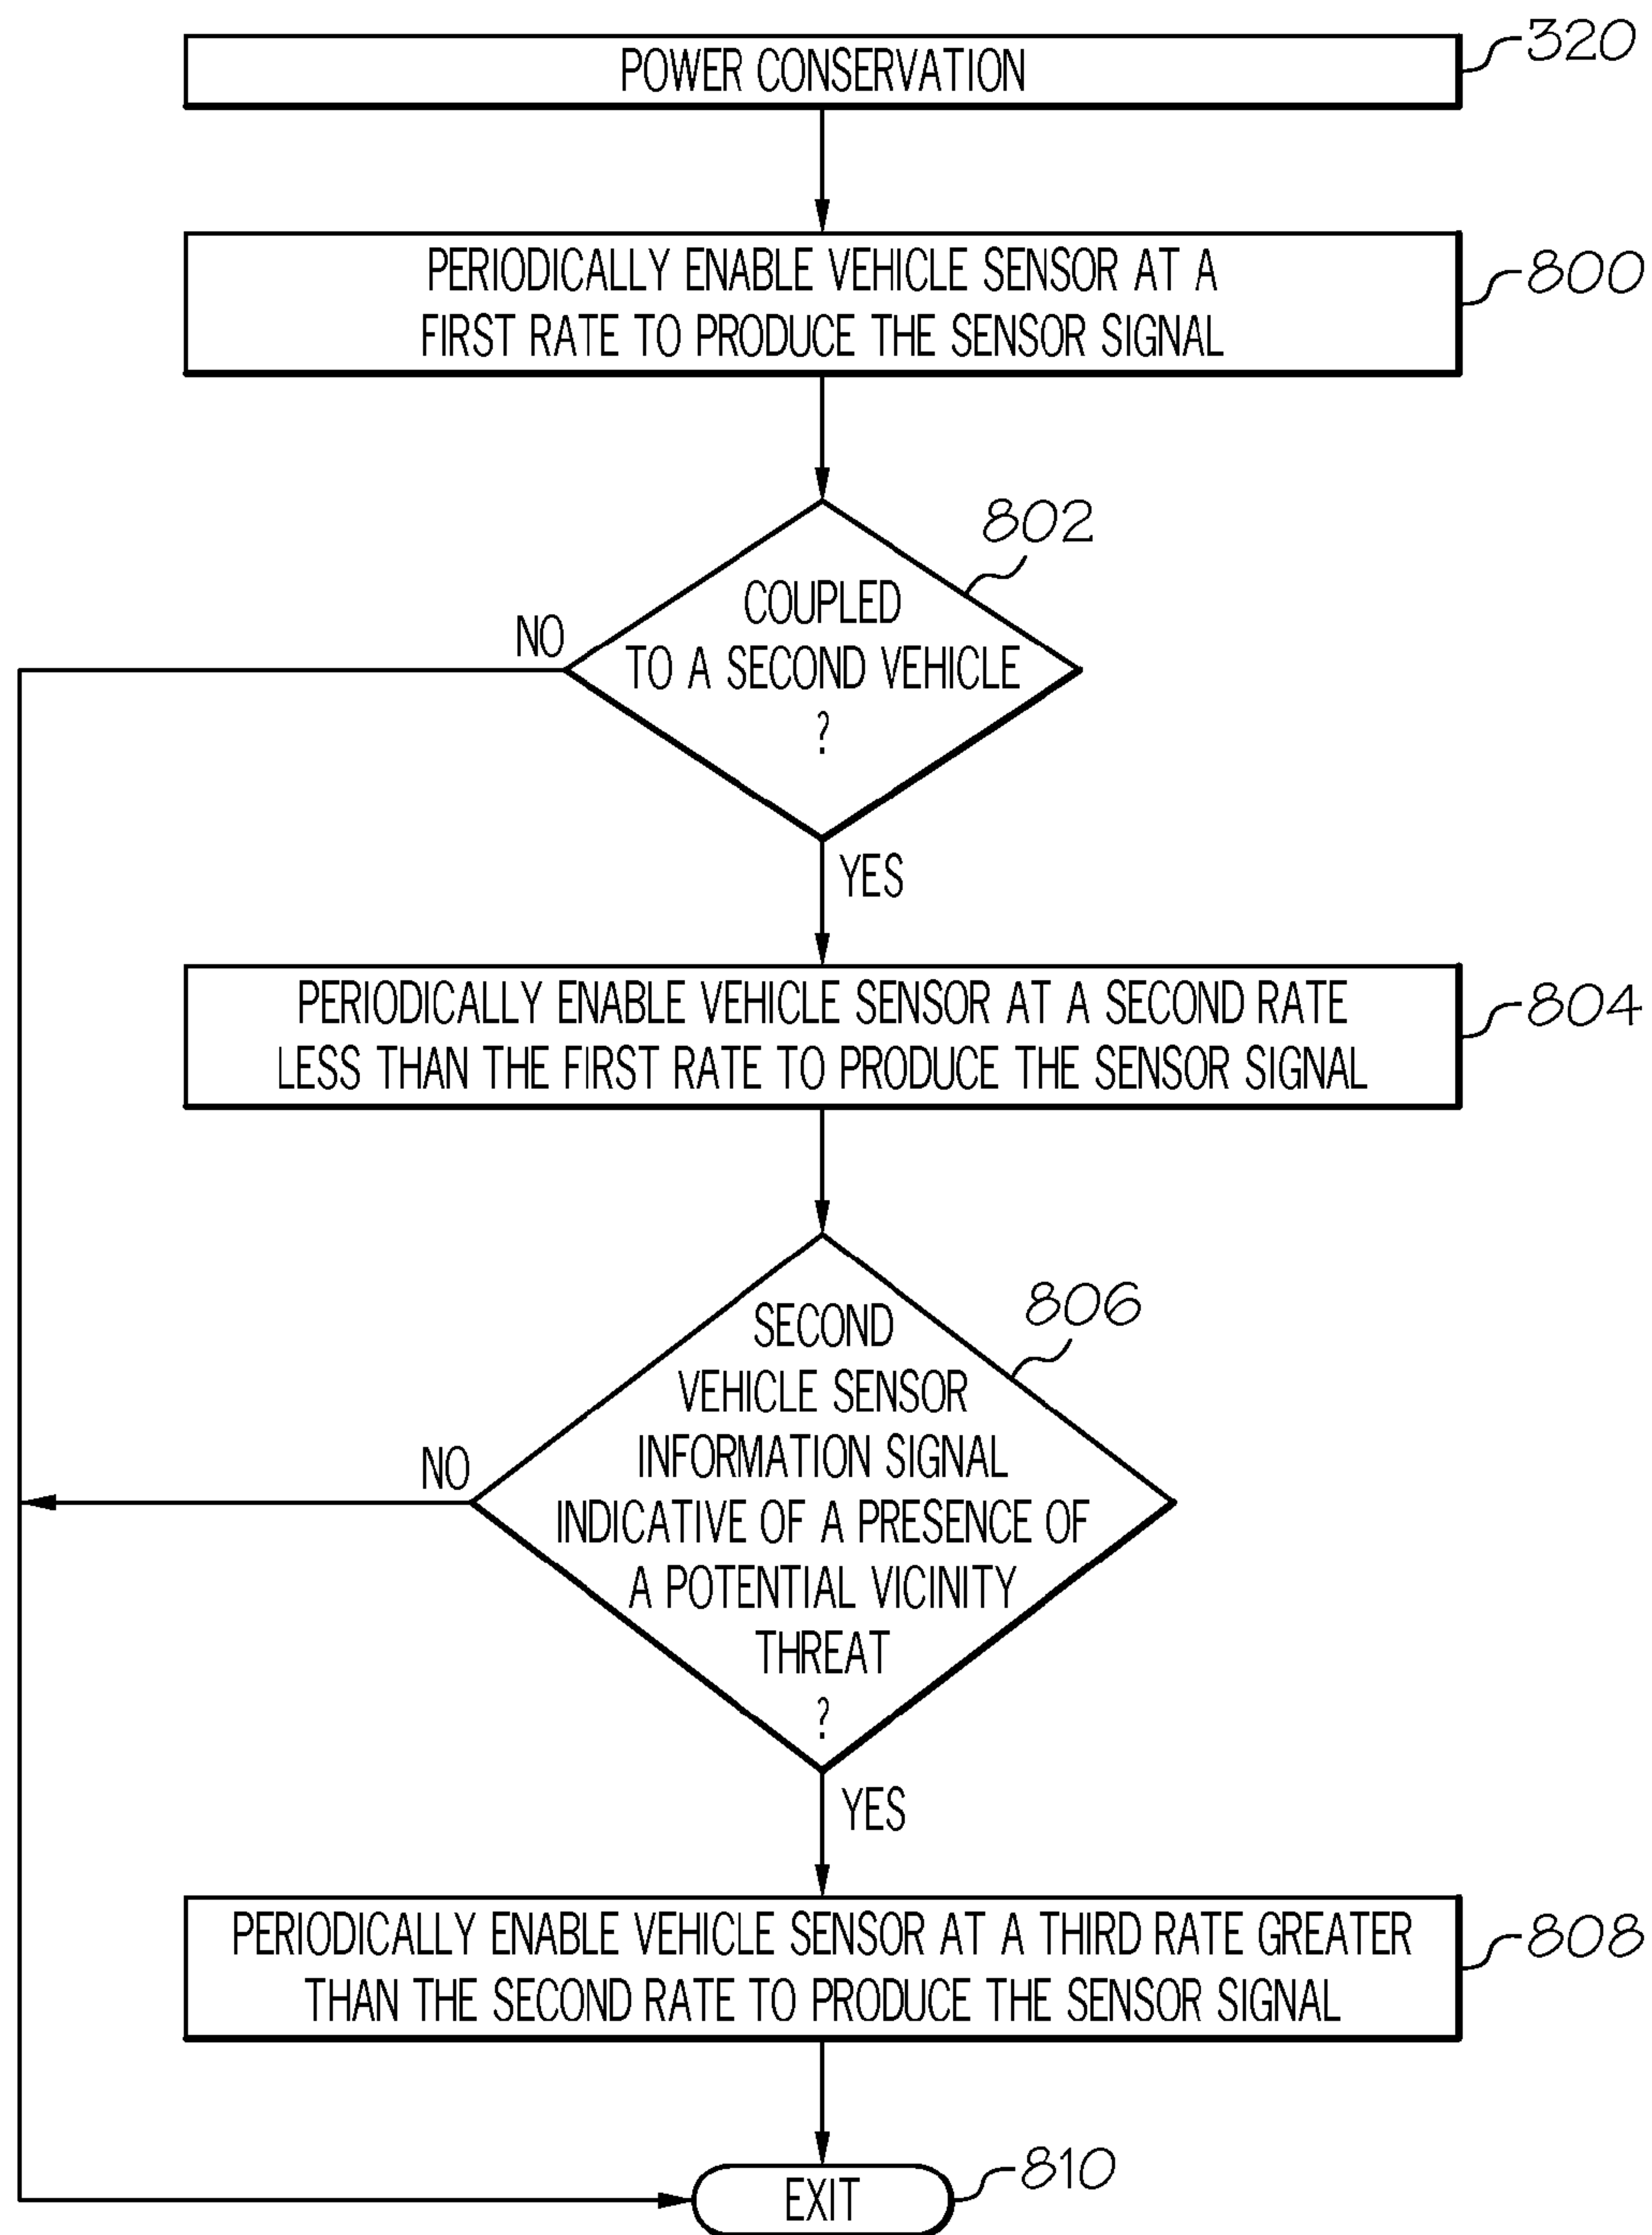 POWER CONSERVATION
320
PERIODICALLY ENABLE VEHICLE SENSOR AT A
FIRST RATE TO PRODUCE THE SENSOR SIGNAL
800
802
COUPLED
TO A SECOND VEHICLE
?
NO
YES
PERIODICALLY ENABLE VEHICLE SENSOR AT A SECOND RATE
LESS THAN THE FIRST RATE TO PRODUCE THE SENSOR SIGNAL
804
806
SECOND
VEHICLE SENSOR
INFORMATION SIGNAL
INDICATIVE OF A PRESENCE OF
A POTENTIAL VICINITY
THREAT
?
NO
YES
PERIODICALLY ENABLE VEHICLE SENSOR AT A THIRD RATE GREATER
THAN THE SECOND RATE TO PRODUCE THE SENSOR SIGNAL
808
EXIT
810